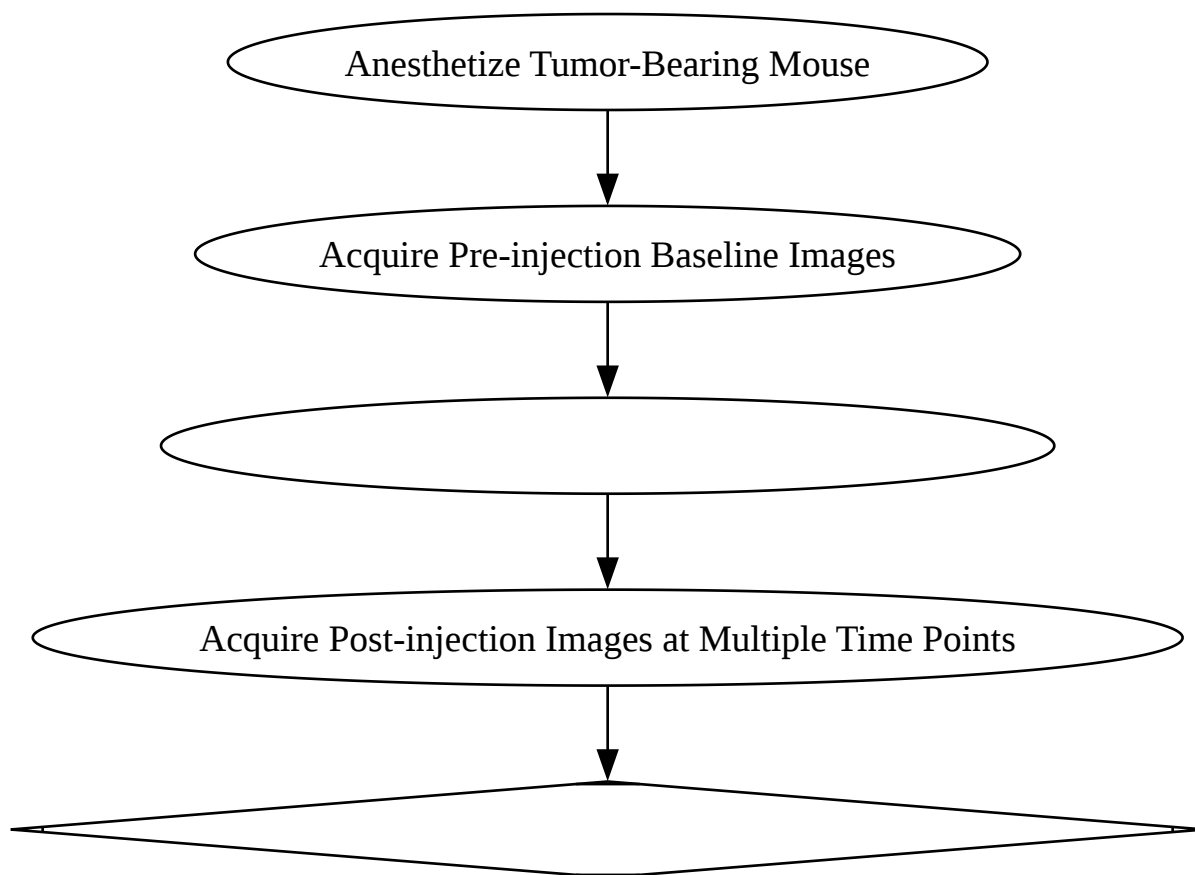 Anesthetize Tumor-Bearing Mouse
Acquire Pre-injection Baseline Images
Acquire Post-injection Images at Multiple Time Points